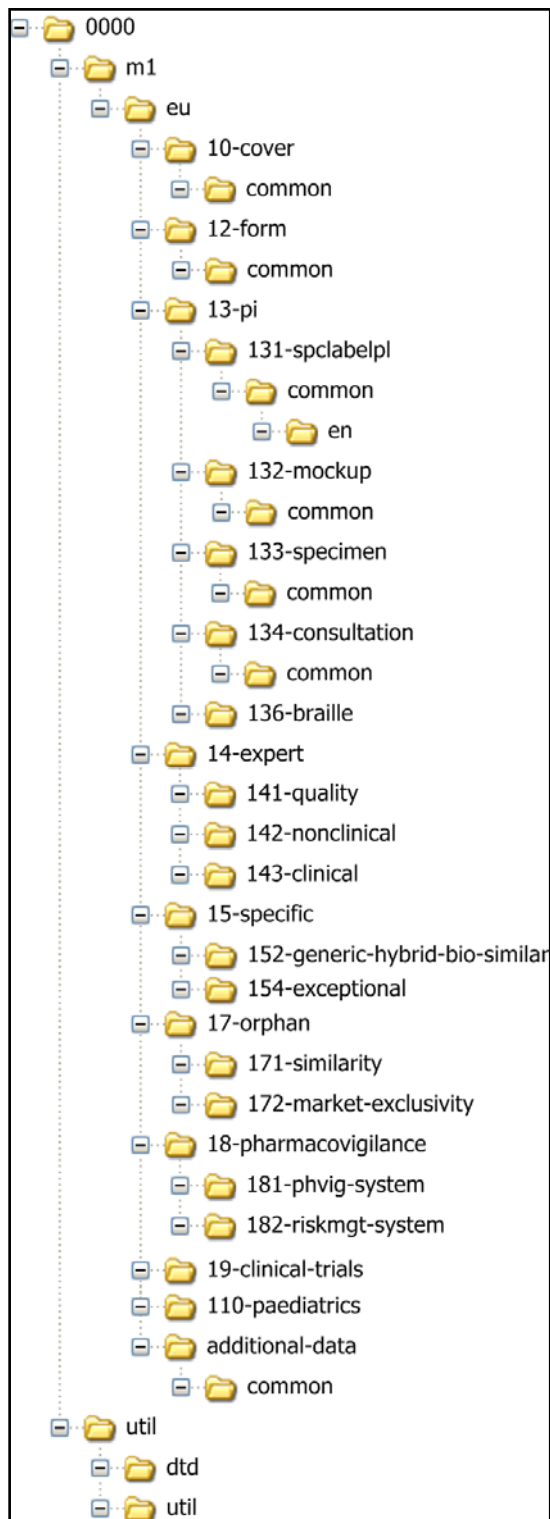 0000
m1
eu
10-cover
common
12-form
common
13-pi
131-spclabelpl
common
en
132-mockup
common
133-specimen
common
134-consultation
common
136-braille
14-expert
141-quality
142-nonclinical
143-clinical
15-specific
152-generic-hybrid-bio-similar
154-exceptional
17-orphan
171-similarity
172-market-exclusivity
18-pharmacovigilance
181-phvig-system
182-riskmgt-system
19-clinical-trials
110-paediatrics
additional-data
common
util
dtd
util